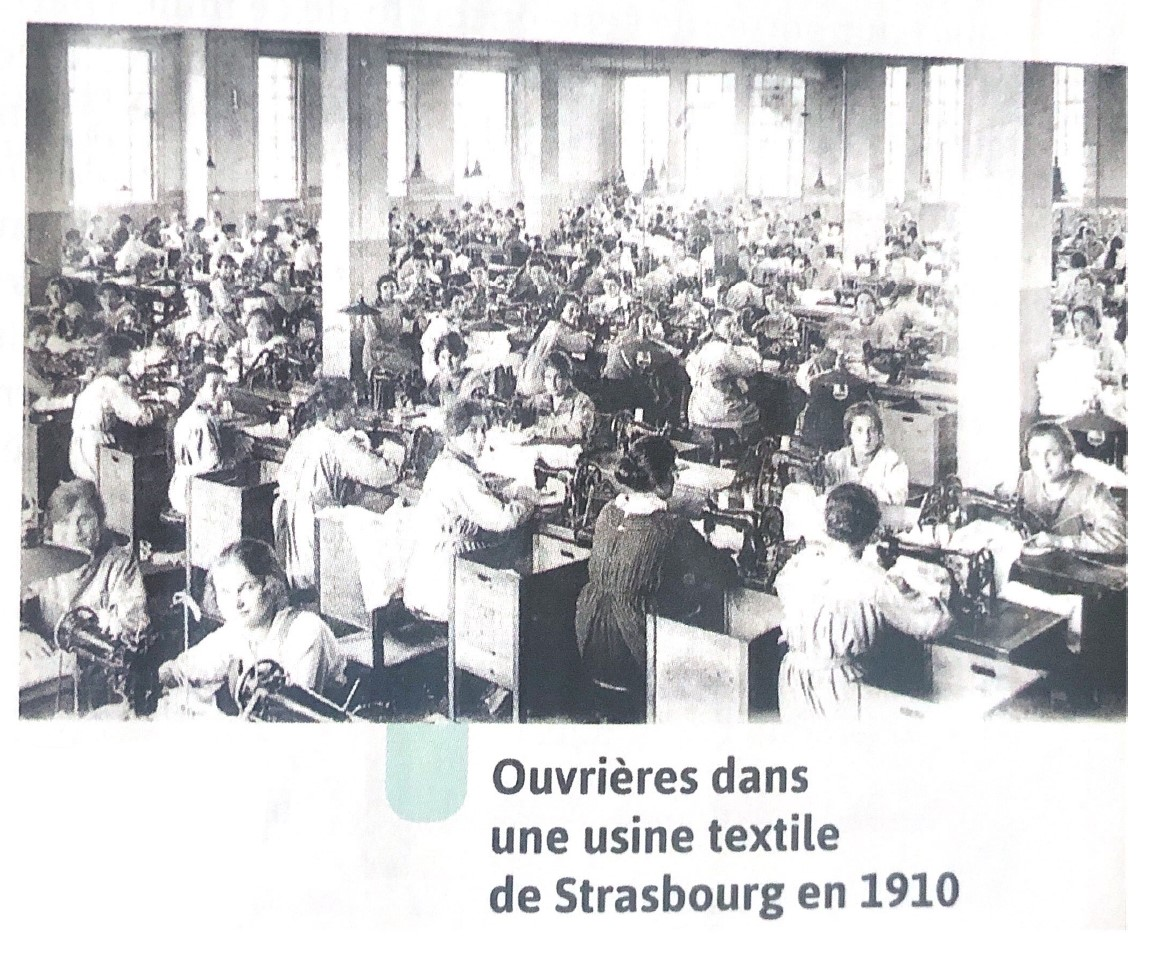 Ouvrières dans
une usine textile
de Strasbourg en 1910